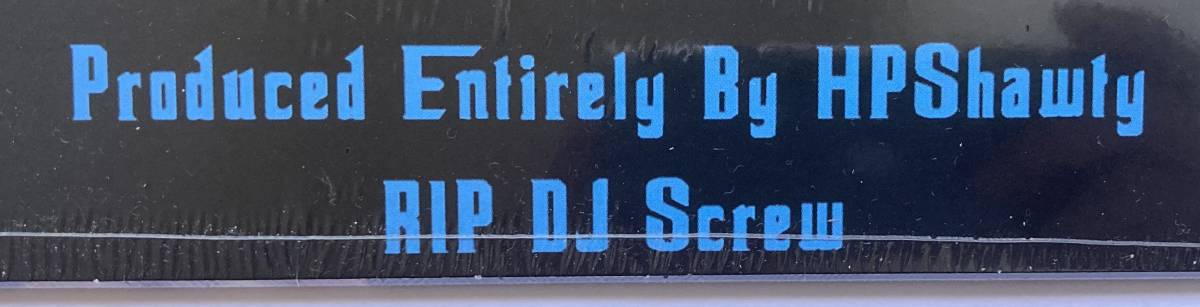 Produced Entirely By HPShawty
RIP DJ Screw